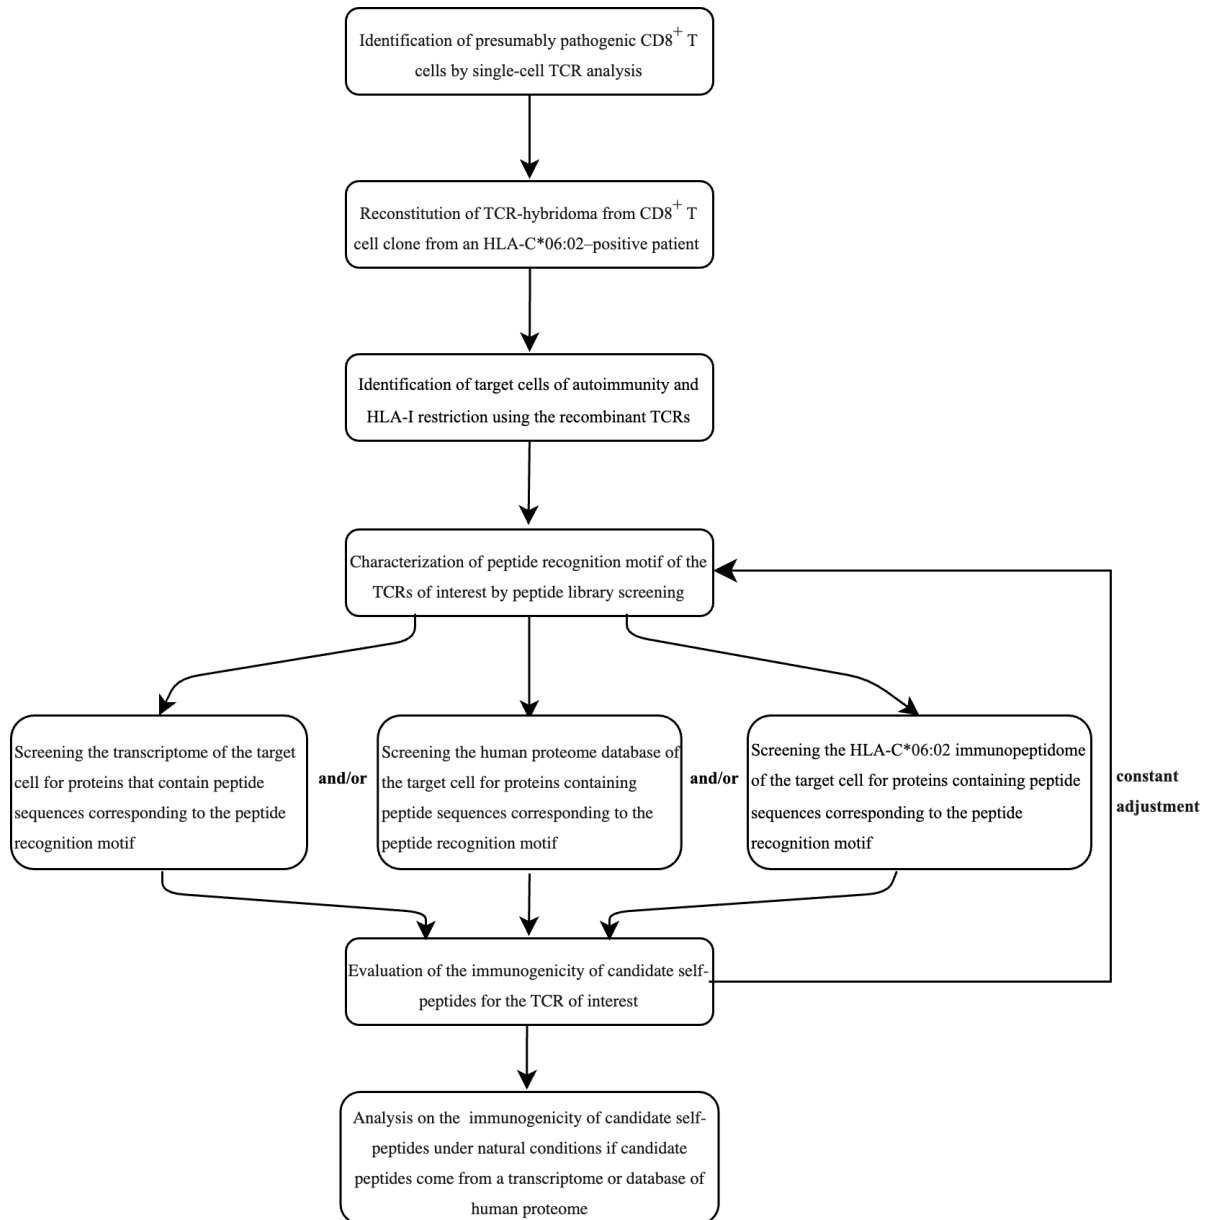 Identification of presumably pathogenic CD8⁺ T
cells by single-cell TCR analysis
Reconstitution of TCR-hybridoma from CD8⁺ T
cell clone from an HLA-C*06:02–positive patient
Identification of target cells of autoimmunity and
HLA-I restriction using the recombinant TCRs
Characterization of peptide recognition motif of the
TCRs of interest by peptide library screening
Screening the transcriptome of the target
cell for proteins that contain peptide
sequences corresponding to the peptide
recognition motif
and/or
Screening the human proteome database of
the target cell for proteins containing
peptide sequences corresponding to the
peptide recognition motif
and/or
Screening the HLA-C*06:02 immunopeptidome
of the target cell for proteins containing peptide
sequences corresponding to the peptide
recognition motif
constant
adjustment
Evaluation of the immunogenicity of candidate self-
peptides for the TCR of interest
Analysis on the immunogenicity of candidate self-
peptides under natural conditions if candidate
peptides come from a transcriptome or database of
human proteome